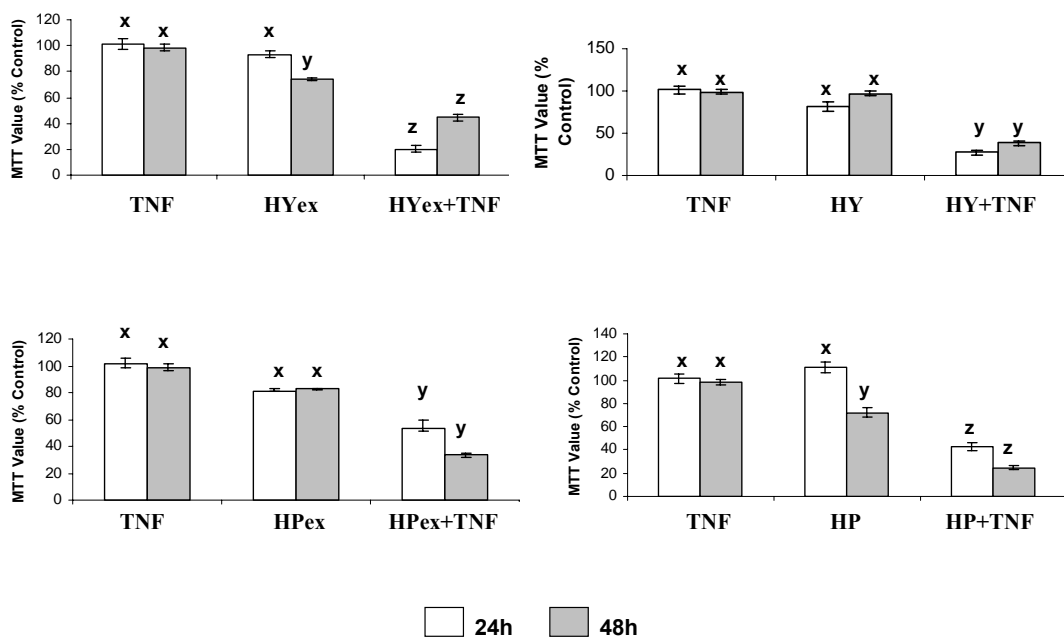 x x x y z z
MTT Value (% Control)
120
100
80
60
40
20
0
TNF HYex HYex+TNF
x x x x y y
MTT Value (%
Control)
150
100
50
0
TNF HY HY+TNF
x x x x y y
MTT Value (% Control)
120
100
80
60
40
20
0
TNF HPex HPex+TNF
x x x y z z
MTT Value (% Control)
140
120
100
80
60
40
20
0
TNF HP HP+TNF
24h 48h